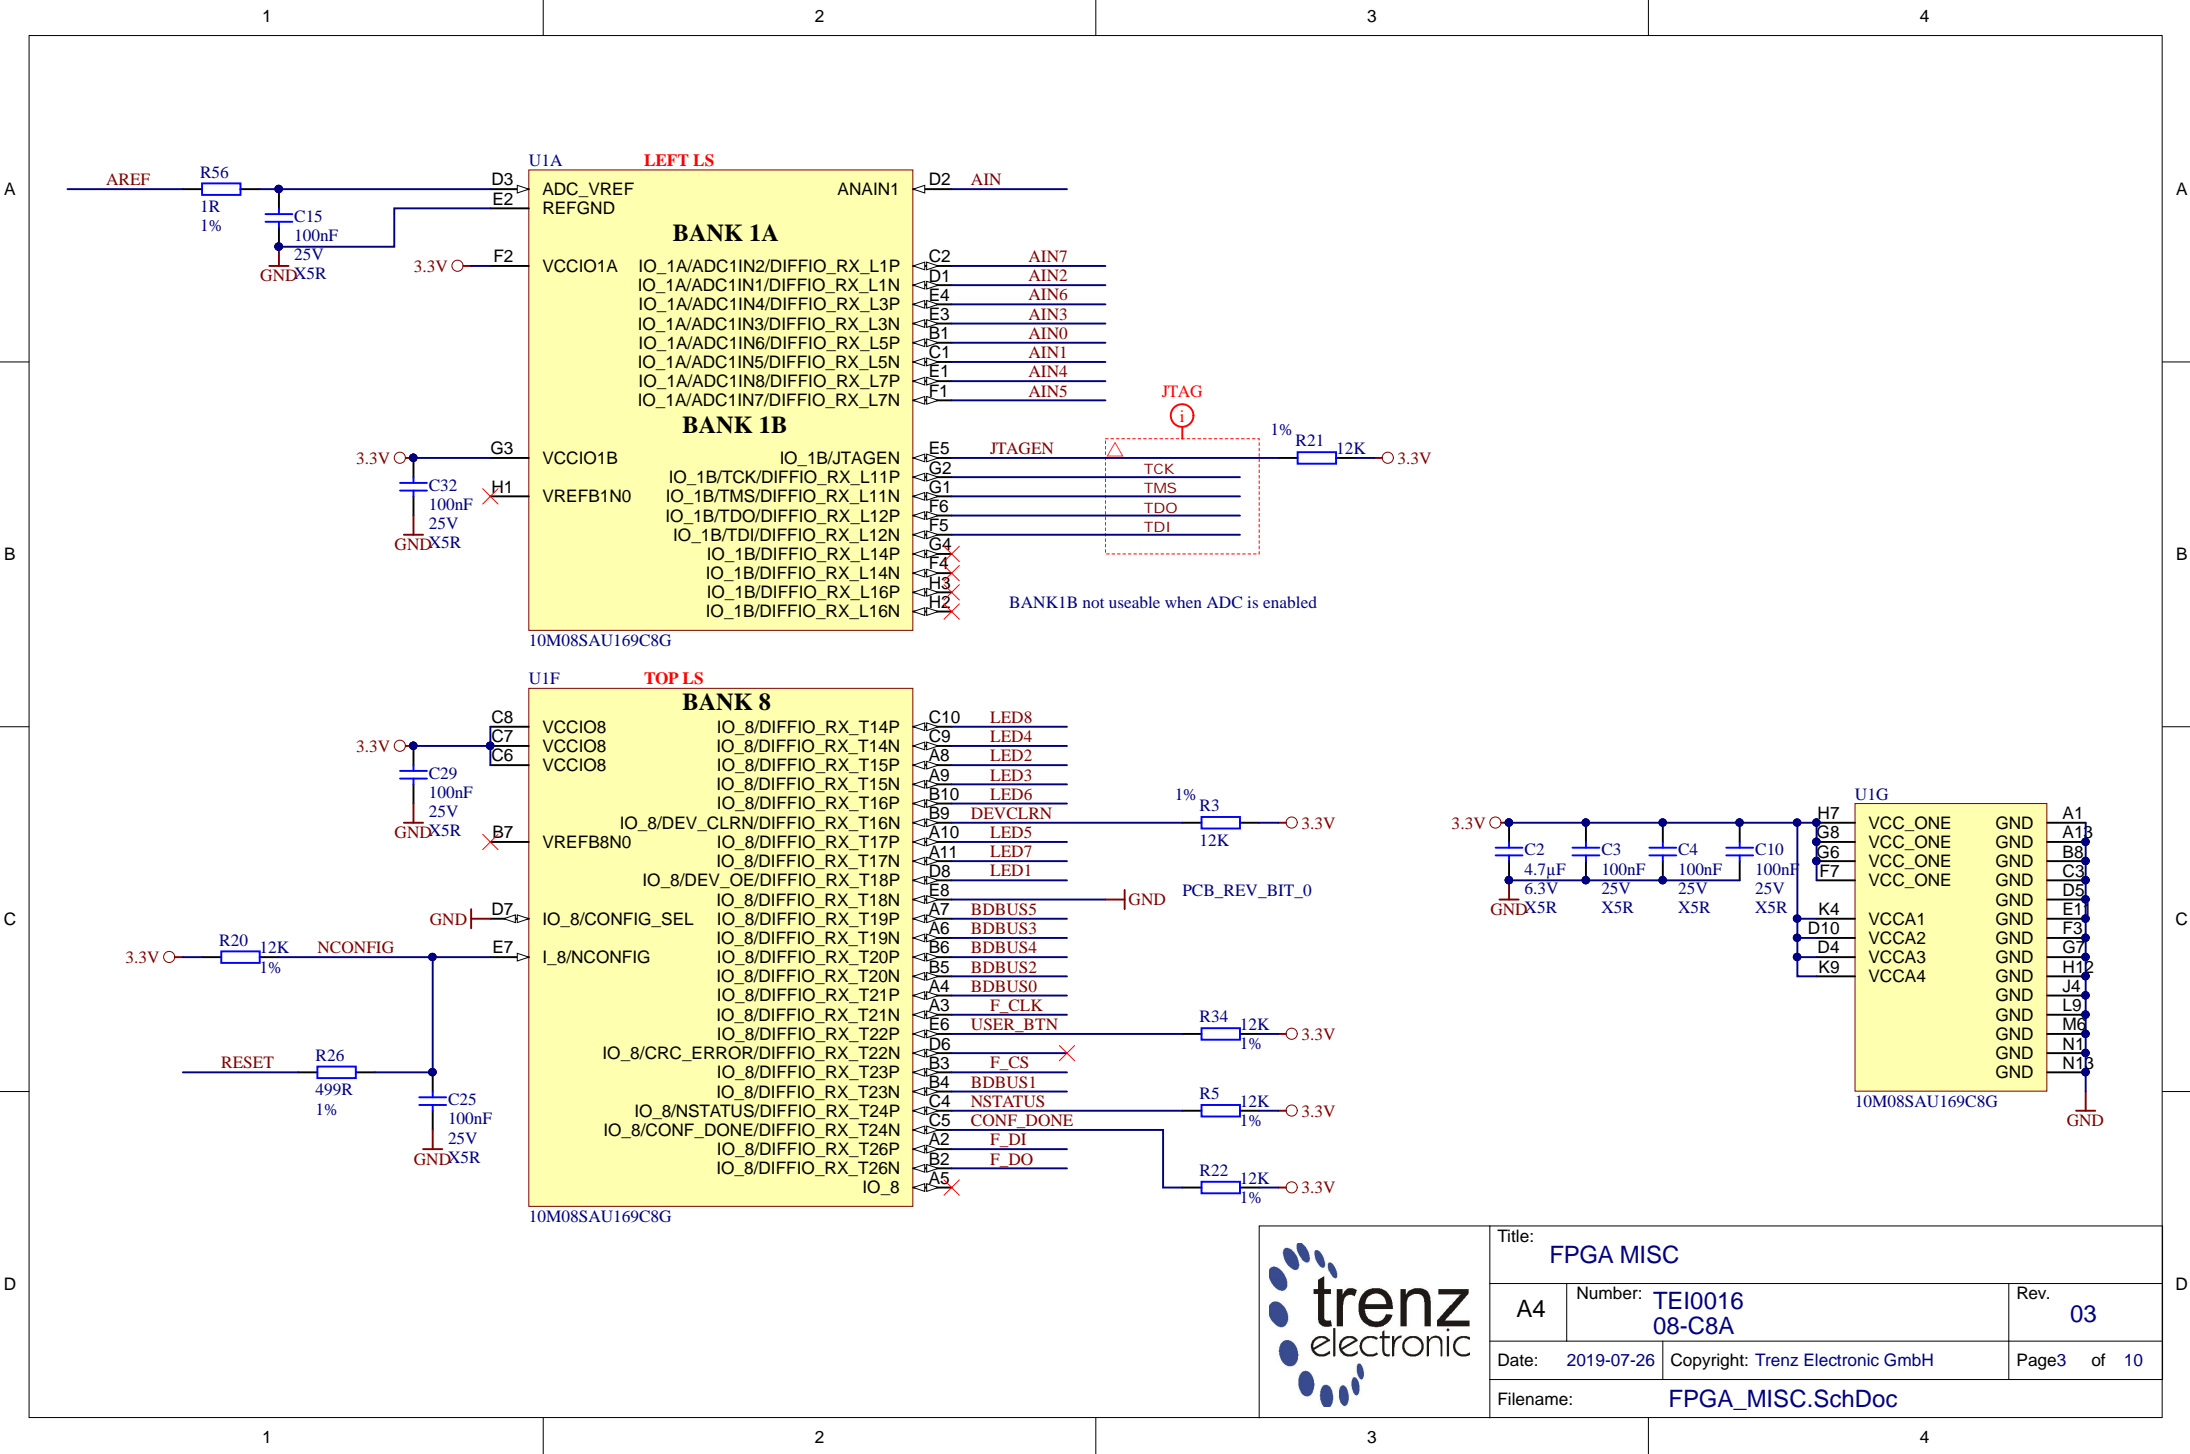 1 2 3 4
A A
B B
C C
D D
1 2 3 4
U1A LEFT LS
AREF R56 1R 1%
C15 100nF 25V X5R
GND
D3 ADC_VREF
E2 REFGND
ANAIN1 D2 AIN
BANK 1A
3.3V F2 VCCIO1A
IO_1A/ADC1IN2/DIFFIO_RX_L1P C2 AIN7
IO_1A/ADC1IN1/DIFFIO_RX_L1N D1 AIN2
IO_1A/ADC1IN4/DIFFIO_RX_L3P E4 AIN6
IO_1A/ADC1IN3/DIFFIO_RX_L3N E3 AIN3
IO_1A/ADC1IN6/DIFFIO_RX_L5P B1 AIN0
IO_1A/ADC1IN5/DIFFIO_RX_L5N C1 AIN1
IO_1A/ADC1IN8/DIFFIO_RX_L7P E1 AIN4
IO_1A/ADC1IN7/DIFFIO_RX_L7N F1 AIN5
BANK 1B
JTAG
i
3.3V G3 VCCIO1B
C32 100nF 25V X5R
GND
H1 VREFB1N0
IO_1B/JTAGEN E5 JTAGEN
1% R21 12K 3.3V
IO_1B/TCK/DIFFIO_RX_L11P G2 TCK
IO_1B/TMS/DIFFIO_RX_L11N G1 TMS
IO_1B/TDO/DIFFIO_RX_L12P F6 TDO
IO_1B/TDI/DIFFIO_RX_L12N F5 TDI
IO_1B/DIFFIO_RX_L14P G4
IO_1B/DIFFIO_RX_L14N F4
IO_1B/DIFFIO_RX_L16P H3
IO_1B/DIFFIO_RX_L16N H2
BANK1B not useable when ADC is enabled
10M08SAU169C8G
U1F TOP LS
BANK 8
C8 VCCIO8
3.3V C7 VCCIO8
C6 VCCIO8
C29 100nF 25V X5R
GND
B7 VREFB8N0
GND D7 IO_8/CONFIG_SEL
3.3V R20 12K 1% NCONFIG E7 I_8/NCONFIG
RESET R26 499R 1%
C25 100nF 25V X5R
GND
IO_8/DIFFIO_RX_T14P C10 LED8
IO_8/DIFFIO_RX_T14N C9 LED4
IO_8/DIFFIO_RX_T15P A8 LED2
IO_8/DIFFIO_RX_T15N A9 LED3
IO_8/DIFFIO_RX_T16P B10 LED6
IO_8/DEV_CLRN/DIFFIO_RX_T16N B9 DEVCLRN
1% R3 12K 3.3V
IO_8/DIFFIO_RX_T17P A10 LED5
IO_8/DIFFIO_RX_T17N A11 LED7
IO_8/DEV_OE/DIFFIO_RX_T18P D8 LED1
IO_8/DIFFIO_RX_T18N E8 GND PCB_REV_BIT_0
IO_8/DIFFIO_RX_T19P A7 BDBUS5
IO_8/DIFFIO_RX_T19N A6 BDBUS3
IO_8/DIFFIO_RX_T20P B6 BDBUS4
IO_8/DIFFIO_RX_T20N B5 BDBUS2
IO_8/DIFFIO_RX_T21P A4 BDBUS0
IO_8/DIFFIO_RX_T21N A3 F_CLK
IO_8/DIFFIO_RX_T22P E6 USER_BTN R34 12K 1% 3.3V
IO_8/CRC_ERROR/DIFFIO_RX_T22N D6
IO_8/DIFFIO_RX_T23P B3 F_CS
IO_8/DIFFIO_RX_T23N B4 BDBUS1
IO_8/NSTATUS/DIFFIO_RX_T24P C4 NSTATUS R5 12K 1% 3.3V
IO_8/CONF_DONE/DIFFIO_RX_T24N C5 CONF_DONE
IO_8/DIFFIO_RX_T26P A2 F_DI
IO_8/DIFFIO_RX_T26N B2 F_DO
R22 12K 1% 3.3V
IO_8 A5
10M08SAU169C8G
U1G
3.3V
C2 4.7µF 6.3V X5R
C3 100nF 25V X5R
C4 100nF 25V X5R
C10 100nF 25V X5R
GND
H7 VCC_ONE GND A1
G8 VCC_ONE GND A13
G6 VCC_ONE GND B8
F7 VCC_ONE GND C3
GND D5
K4 VCCA1 GND E11
D10 VCCA2 GND F3
D4 VCCA3 GND G7
K9 VCCA4 GND H12
GND J4
GND L9
GND M6
GND N1
GND N13
10M08SAU169C8G
GND
trenz
electronic
Title: FPGA MISC
A4 Number: TEI0016
08-C8A
Rev. 03
Date: 2019-07-26 Copyright: Trenz Electronic GmbH Page3 of 10
Filename: FPGA_MISC.SchDoc